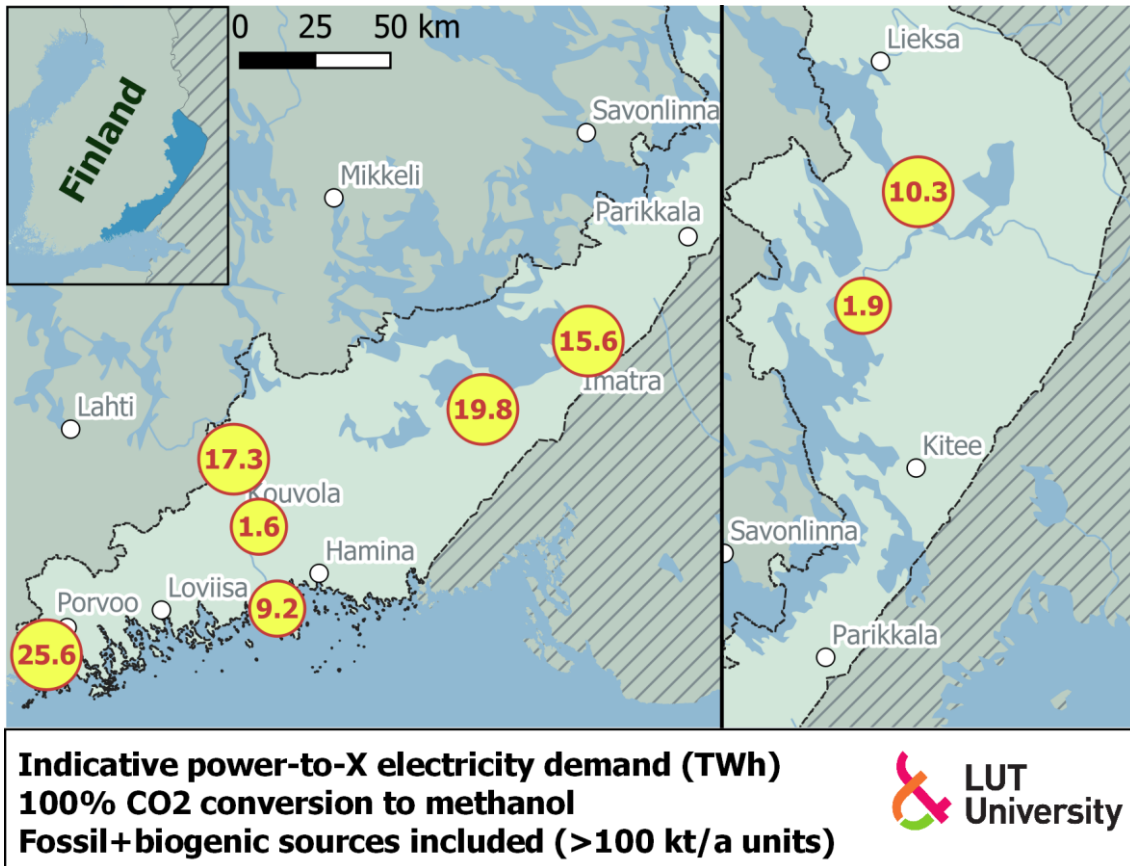 Finland
0 25 50 km
Savonlinna
Mikkeli
Parikkala
15.6
Imatra
19.8
Lahti
17.3
Kouvola
1.6
Hamina
Loviisa
9.2
Porvoo
25.6
Lieksa
10.3
1.9
Kitee
Savonlinna
Parikkala
Indicative power-to-X electricity demand (TWh)
100% CO2 conversion to methanol
Fossil+biogenic sources included (>100 kt/a units)
LUT
University